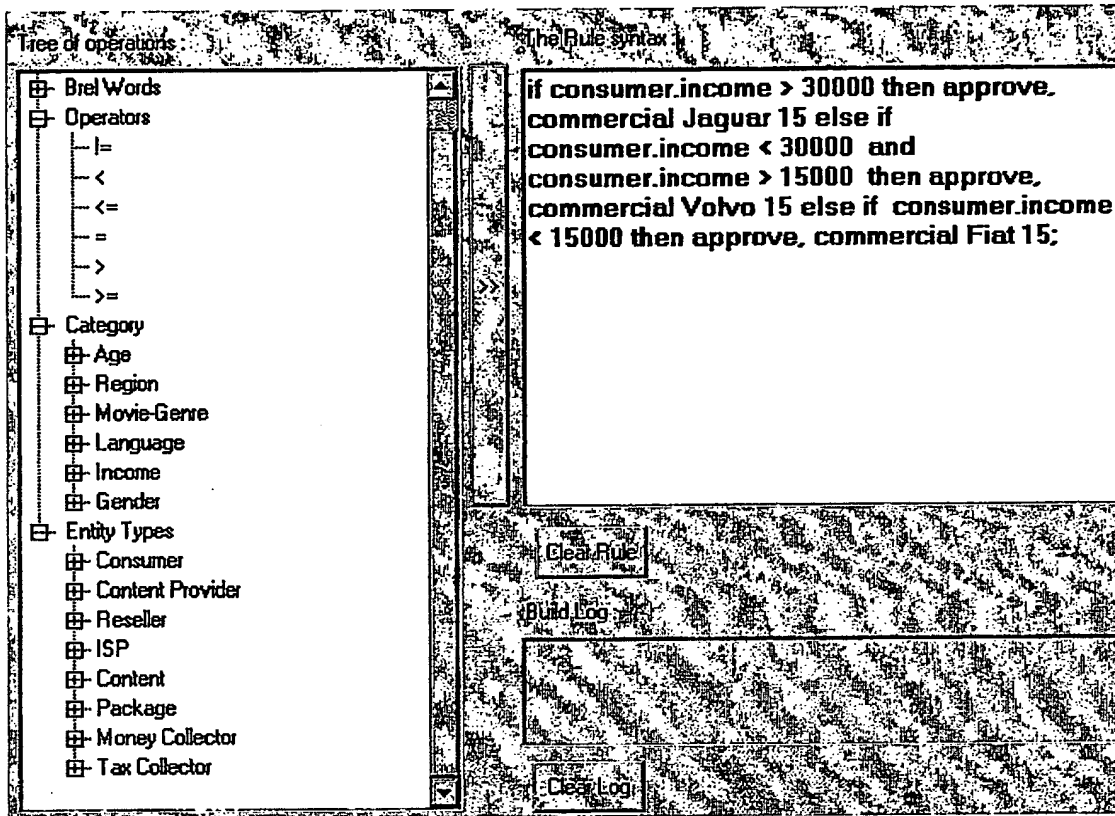 Tree of operations :
Brel Words
Operators
!=
<
<=
=
>
>=
Category
Age
Region
Movie-Genre
Language
Income
Gender
Entity Types
Consumer
Content Provider
Reseller
ISP
Content
Package
Money Collector
Tax Collector
>>
The Rule syntax :
if consumer.income > 30000 then approve,
commercial Jaguar 15 else if
consumer.income < 30000 and
consumer.income > 15000 then approve,
commercial Volvo 15 else if consumer.income
< 15000 then approve, commercial Fiat 15;
Clear Rule
Build Log
Clear Log